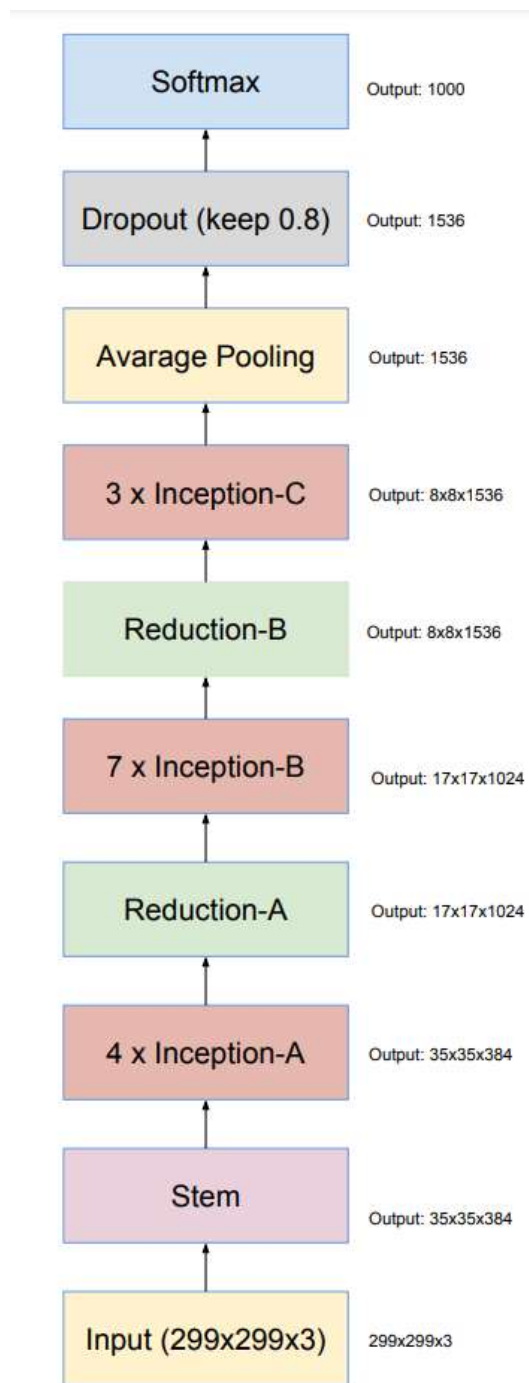 Softmax
Output: 1000
Dropout (keep 0.8)
Output: 1536
Avarage Pooling
Output: 1536
3 x Inception-C
Output: 8x8x1536
Reduction-B
Output: 8x8x1536
7 x Inception-B
Output: 17x17x1024
Reduction-A
Output: 17x17x1024
4 x Inception-A
Output: 35x35x384
Stem
Output: 35x35x384
Input (299x299x3)
299x299x3